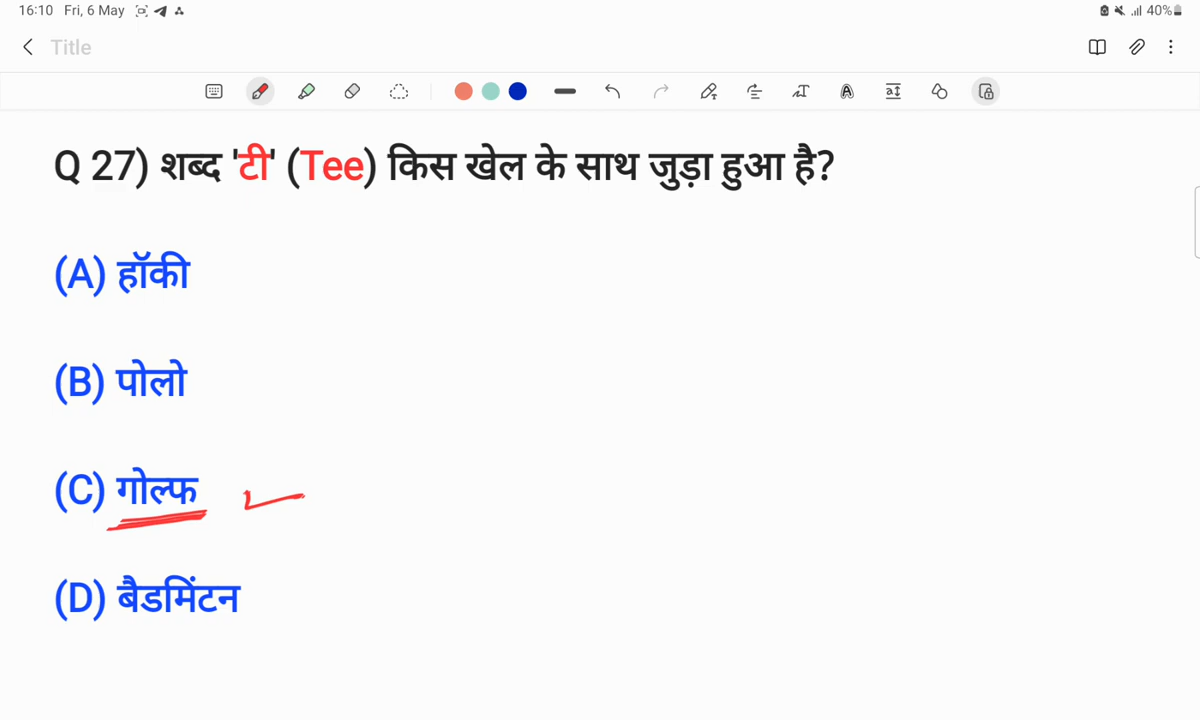 16:10 Fri, 6 May 40%
Title
Q 27) शब्द 'टी' (Tee) किस खेल के साथ जुड़ा हुआ है?
(A) हॉकी
(B) पोलो
(C) गोल्फ
(D) बैडमिंटन